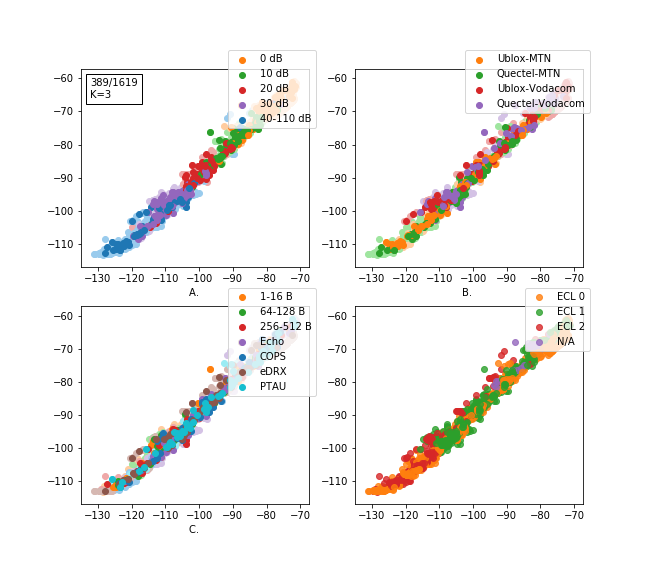 389/1619
K=3
0 dB
10 dB
20 dB
30 dB
40-110 dB
−60
−70
−80
−90
−100
−110
−130 −120 −110 −100 −90 −80 −70
A.
Ublox-MTN
Quectel-MTN
Ublox-Vodacom
Quectel-Vodacom
−60
−70
−80
−90
−100
−110
−130 −120 −110 −100 −90 −80 −70
B.
1-16 B
64-128 B
256-512 B
Echo
COPS
eDRX
PTAU
−60
−70
−80
−90
−100
−110
−130 −120 −110 −100 −90 −80 −70
C.
ECL 0
ECL 1
ECL 2
N/A
−60
−70
−80
−90
−100
−110
−130 −120 −110 −100 −90 −80 −70